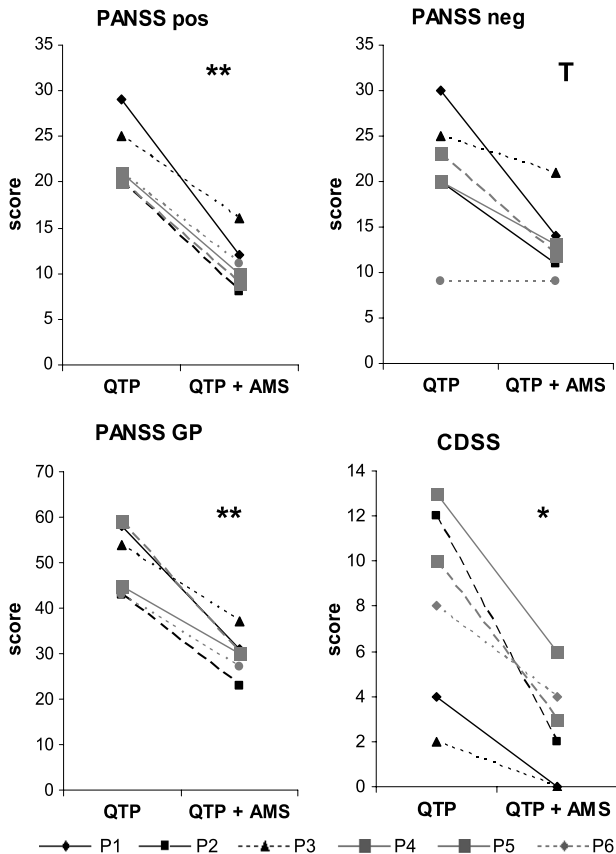 PANSS pos
35
30
25
20
15
10
5
0
score
**
QTP
QTP + AMS
PANSS neg
35
30
25
20
15
10
5
0
score
T
QTP
QTP + AMS
PANSS GP
70
60
50
40
30
20
10
0
score
**
QTP
QTP + AMS
CDSS
14
12
10
8
6
4
2
0
score
*
QTP
QTP + AMS
P1 P2 P3 P4 P5 P6